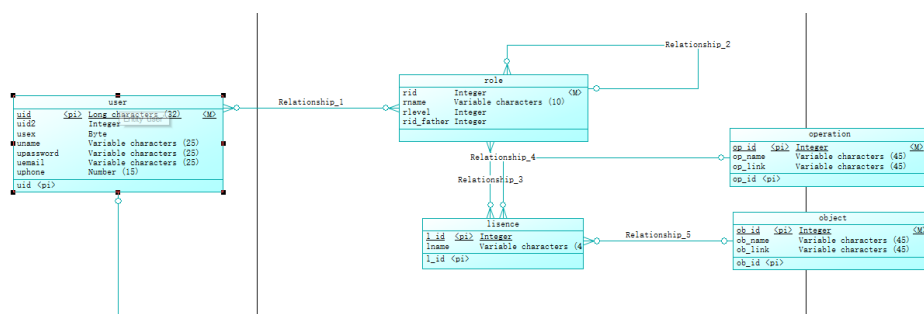 Relationship_2
role
rid Integer <M>
rname Variable characters (10)
rlevel Integer
rid_father Integer
user
uid <pi> Long characters (32) <M>
uid2 Integer
usex Byte
uname Variable characters (25)
upassword Variable characters (25)
uemail Variable characters (25)
uphone Number (15)
uid <pi>
Relationship_1
operation
op_id <pi> Integer <M>
op_name Variable characters (45)
op_link Variable characters (45)
op_id <pi>
Relationship_4
Relationship_3
lisence
l_id <pi> Integer
lname Variable characters (4
l_id <pi>
Relationship_5
object
ob_id <pi> Integer <M
ob_name Variable characters (45)
ob_link Variable characters (45)
ob_id <pi>